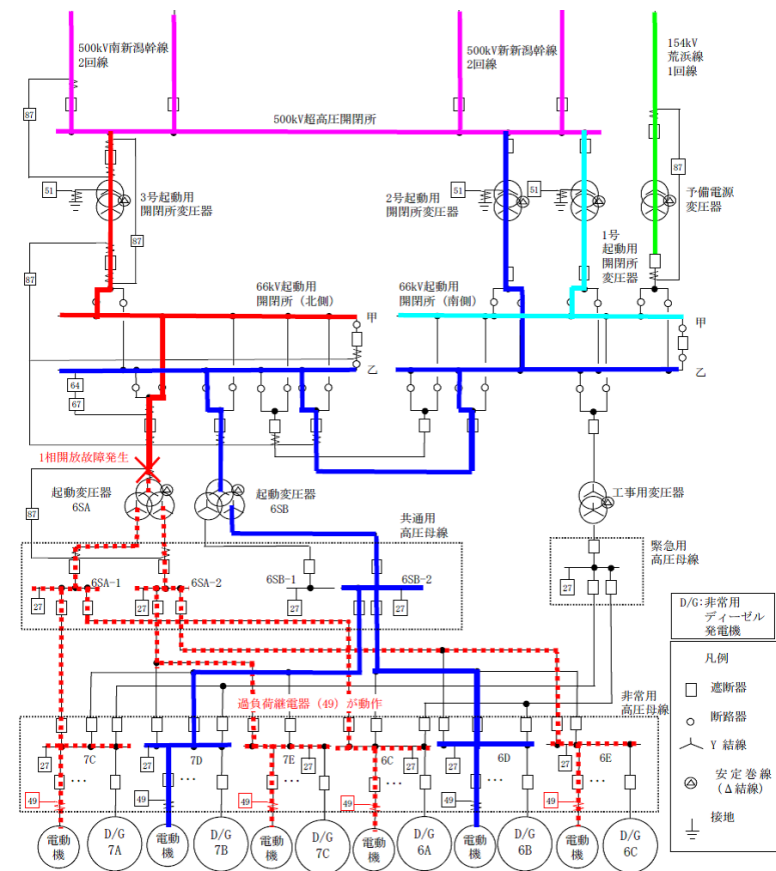 500kV南新潟幹線
2回線
500kV新新潟幹線
2回線
154kV
荒浜線
1回線
87
500kV超高圧開閉所
87
51
3号起動用
開閉所変圧器
2号起動用
開閉所変圧器
51
51
予備電源
変圧器
87
1号
起動用
開閉所
変圧器
87
66kV起動用
開閉所（北側）
66kV起動用
開閉所（南側）
甲
甲
乙
乙
64
67
1相開放故障発生
起動変圧器
6SA
起動変圧器
6SB
工事用変圧器
87
共通用
高圧母線
緊急用
高圧母線
6SA-1
6SA-2
6SB-1
6SB-2
27
27
27
27
27
D/G:非常用
ディーゼル
発電機
凡例
遮断器
断路器
Y 結線
安定巻線
(Δ結線)
接地
過負荷継電器（49）が動作
非常用
高圧母線
7C
7D
7E
6C
6D
6E
27
27
27
27
27
27
…
…
…
…
…
…
49
49
49
49
49
49
電動
機
D/G
7A
電動
機
D/G
7B
電動
機
D/G
7C
電動
機
D/G
6A
電動
機
D/G
6B
電動
機
D/G
6C